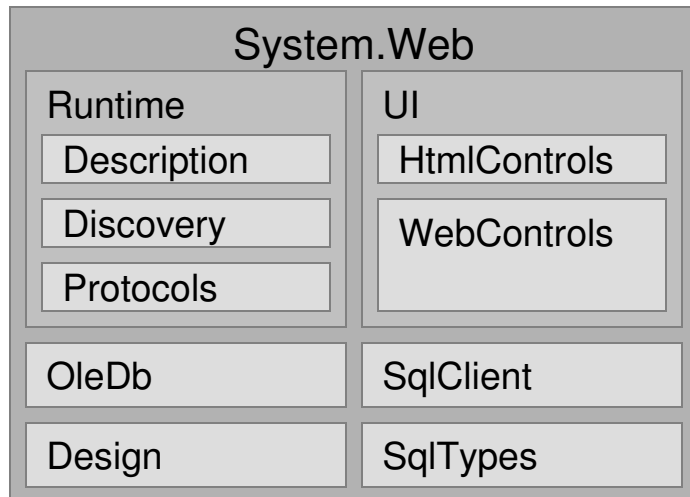 System.Web
Runtime
Description
Discovery
Protocols
UI
HtmlControls
WebControls
OleDb
SqlClient
Design
SqlTypes